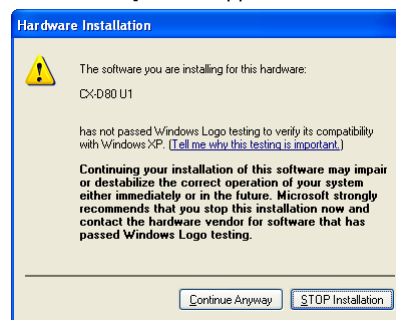 Hardware Installation
The software you are installing for this hardware:
CX-D80 U1
has not passed Windows Logo testing to verify its compatibility
with Windows XP. (Tell me why this testing is important.)
Continuing your installation of this software may impair
or destabilize the correct operation of your system
either immediately or in the future. Microsoft strongly
recommends that you stop this installation now and
contact the hardware vendor for software that has
passed Windows Logo testing.
Continue Anyway
STOP Installation